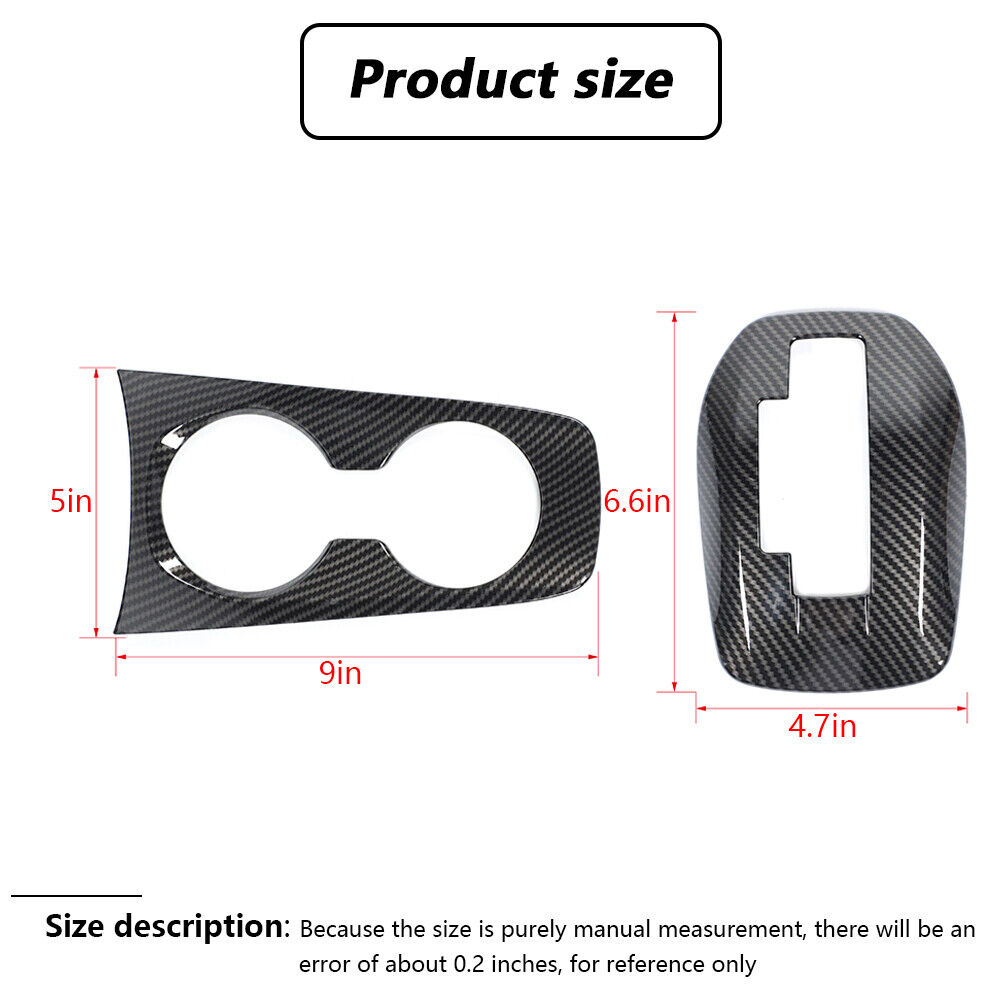 Product size
5in
9in
6.6in
4.7in
Size description: Because the size is purely manual measurement, there will be an
error of about 0.2 inches, for reference only